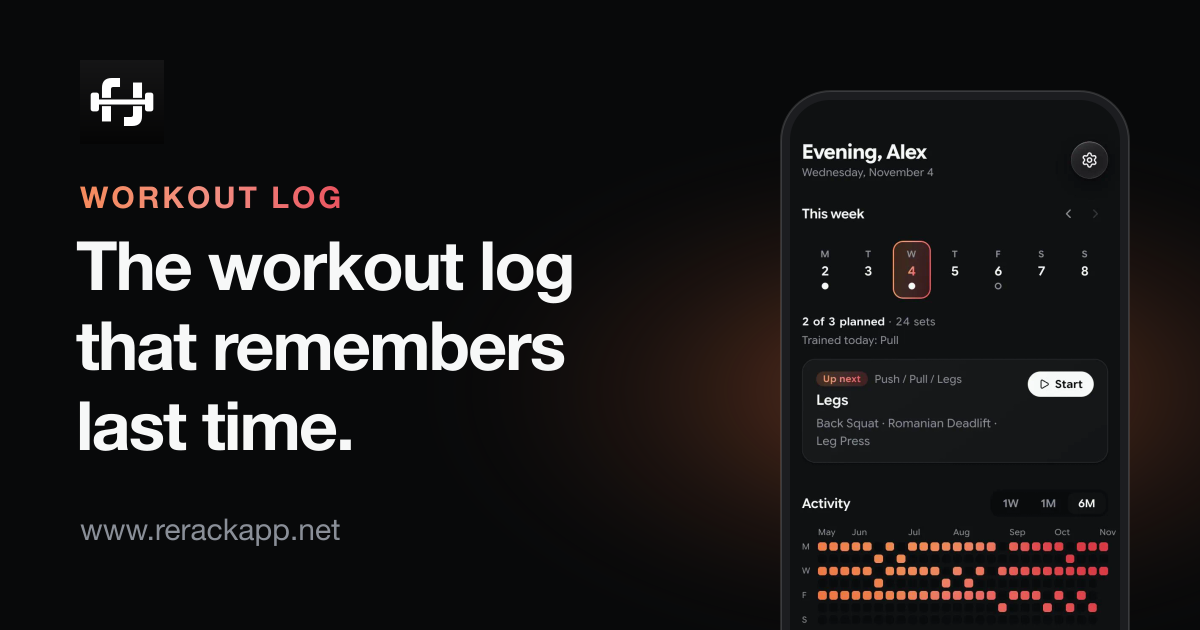 WORKOUT LOG
The workout log
that remembers
last time.
www.rerackapp.net
Evening, Alex
Wednesday, November 4
This week
M T W T F S S
2 3 4 5 6 7 8
2 of 3 planned · 24 sets
Trained today: Pull
Up next Push / Pull / Legs
Start
Legs
Back Squat · Romanian Deadlift ·
Leg Press
Activity 1W 1M 6M
May Jun Jul Aug Sep Oct Nov
M
W
F
S